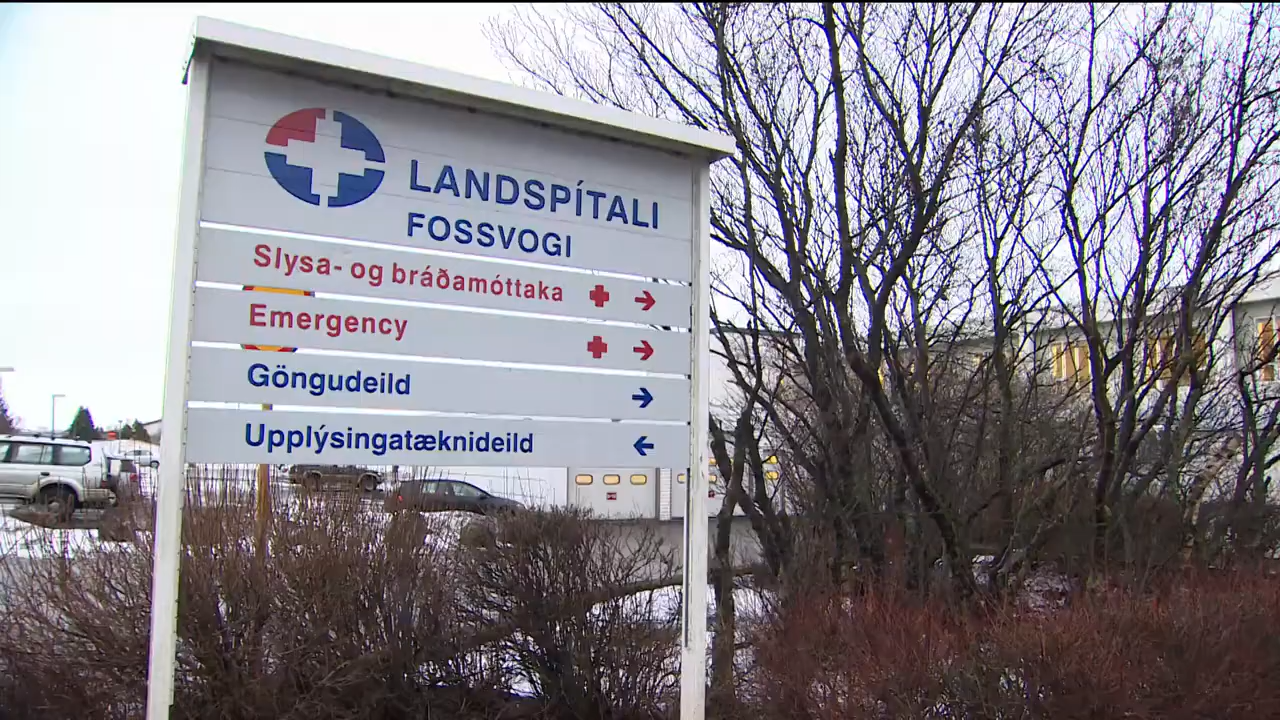 LANDSPÍTALI
FOSSVOGI
Slysa- og bráðamóttaka
Emergency
Göngudeild
Upplýsingatæknideild